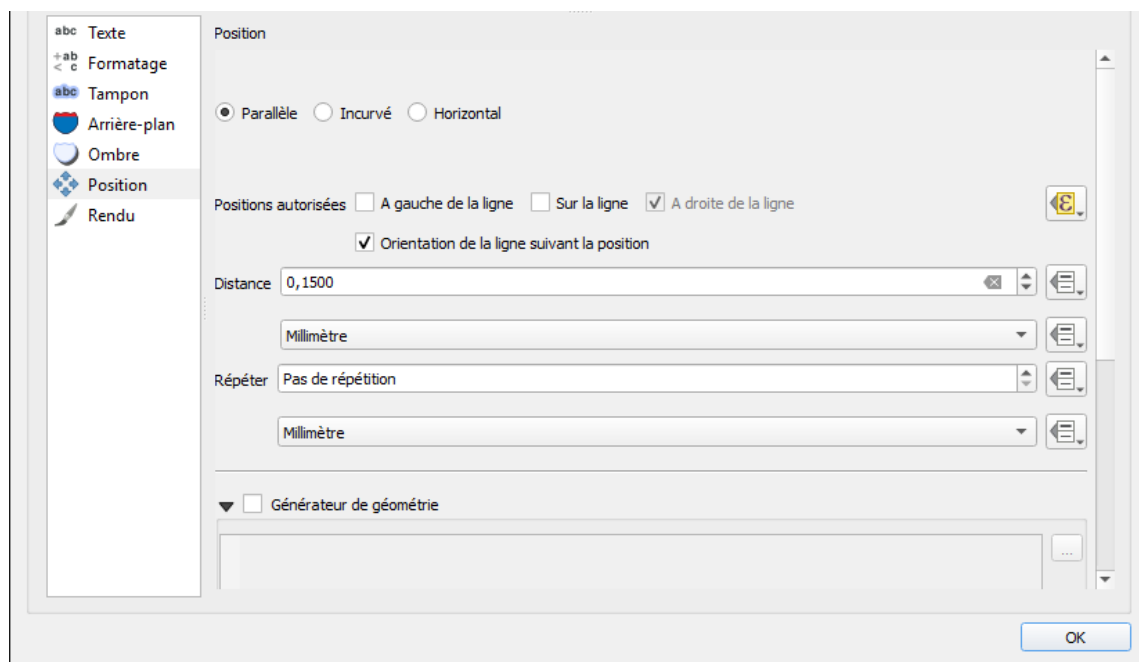 abc Texte
+ab < c Formatage
abc Tampon
Arrière-plan
Ombre
Position
Rendu
Position
Parallèle Incurvé Horizontal
Positions autorisées A gauche de la ligne Sur la ligne A droite de la ligne ε
Orientation de la ligne suivant la position
Distance 0,1500
Millimètre
Répéter Pas de répétition
Millimètre
Générateur de géométrie
...
OK